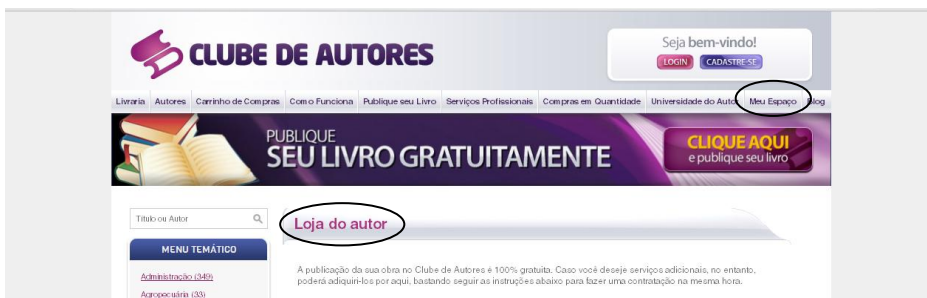 CLUBE DE AUTORES
Seja bem-vindo!
LOGIN CADASTRE-SE
Livraria Autores Carrinho de Compras Como Funciona Publique seu Livro Serviços Profissionais Compras em Quantidade Universidade do Autor Meu Espaço Blog
PUBLIQUE
SEU LIVRO GRATUITAMENTE
CLIQUE AQUI
e publique seu livro
Titulo ou Autor
Loja do autor
MENU TEMÁTICO
Administração (349)
Agropecuária (33)
A publicação da sua obra no Clube de Autores é 100% gratuita. Caso você deseje serviços adicionais, no entanto,
poderá adiquiri-los por aqui, bastando seguir as instruções abaixo para fazer uma contratação na mesma hora.